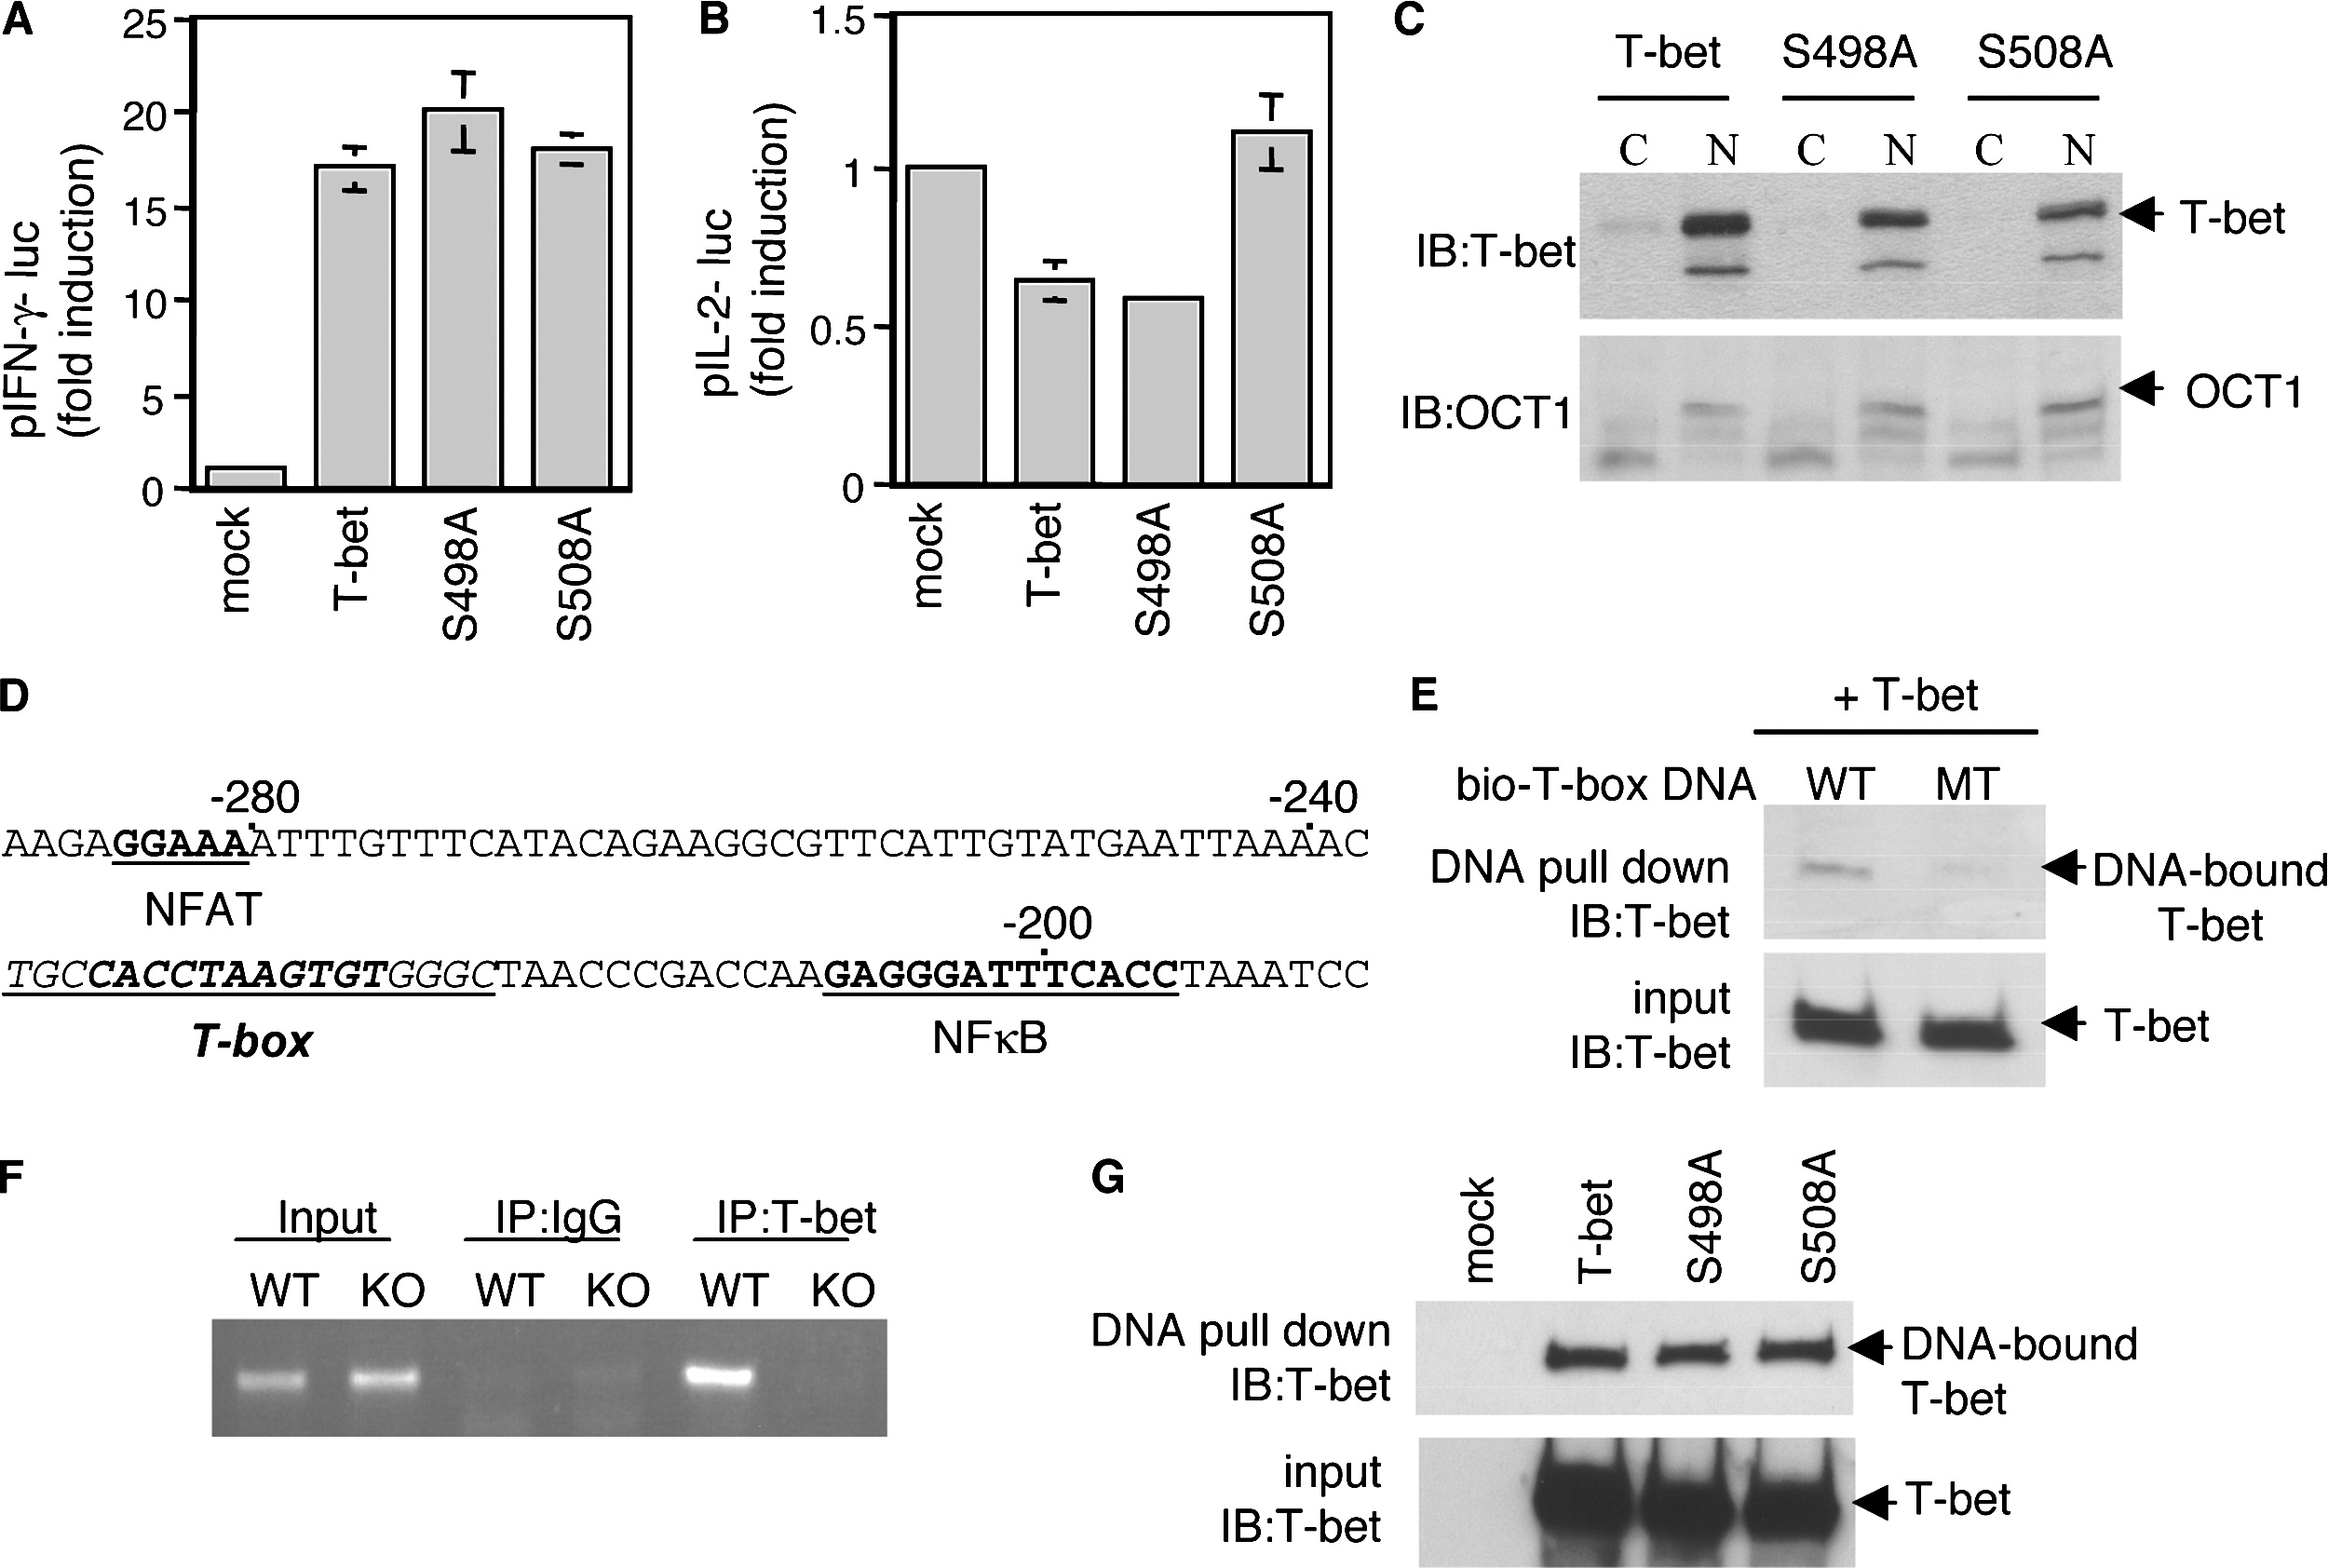 A
25
20
15
10
5
0
pIFN-γ- luc
(fold induction)
mock
T-bet
S498A
S508A
B
1.5
1
0.5
0
pIL-2- luc
(fold induction)
mock
T-bet
S498A
S508A
C
T-bet S498A S508A
C N C N C N
IB:T-bet
T-bet
IB:OCT1
OCT1
D
-280 -240
AAGAGGAAAATTTGTTTCATACAGAAGGCGTTCATTGTATGAATTAAAAC
NFAT
-200
TGCCACCTAAGTGTGGGCTAACCCGACCAAGAGGGATTTCACCTAAATCC
T-box
NFκB
E
+ T-bet
bio-T-box DNA WT MT
DNA pull down
IB:T-bet
DNA-bound
T-bet
input
IB:T-bet
T-bet
F
Input IP:IgG IP:T-bet
WT KO WT KO WT KO
G
mock
T-bet
S498A
S508A
DNA pull down
IB:T-bet
DNA-bound
T-bet
input
IB:T-bet
T-bet